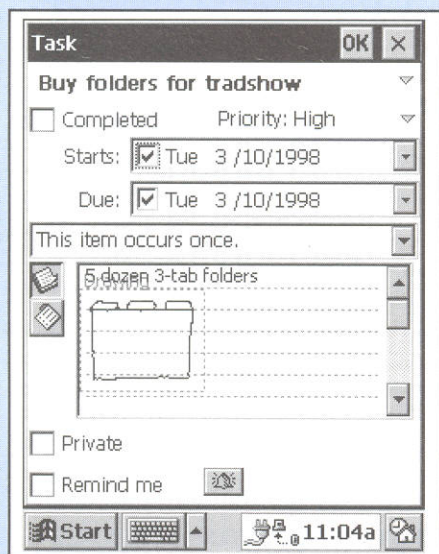 Task OK
Buy folders for tradshow
Completed Priority: High
Starts: Tue 3 /10/1998
Due: Tue 3 /10/1998
This item occurs once.
5 dozen 3-tab folders
Drawing
Private
Remind me
Start 11:04a